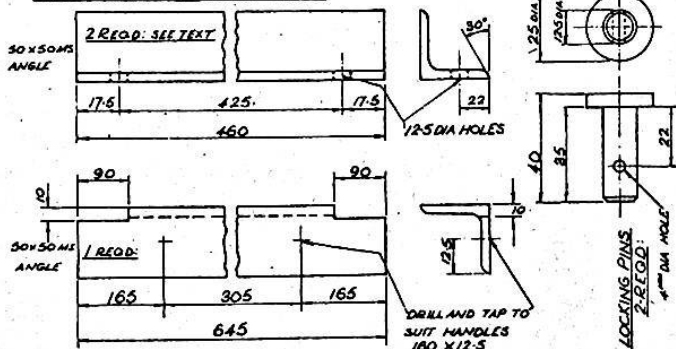 2 REQD: SEE TEXT
50 x 50 MS
ANGLE
30°
17·5
425·
17·5
22
460
12·5 DIA HOLES
25 DIA
12·5 DIA
40
35
22
4mm DIA HOLE
LOCKING PINS
2-REQD:
90
90
10
10
50 x 50 MS
ANGLE
1 REQD:
12·5
165
305
165
645
DRILL AND TAP TO
SUIT HANDLES
160 X 12·5